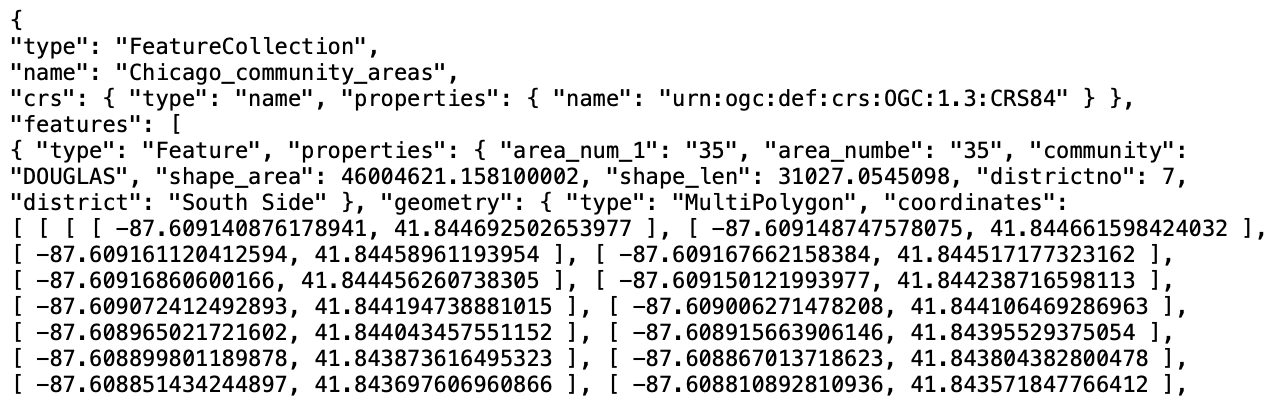 {
"type": "FeatureCollection",
"name": "Chicago_community_areas",
"crs": { "type": "name", "properties": { "name": "urn:ogc:def:crs:OGC:1.3:CRS84" } },
"features": [
{ "type": "Feature", "properties": { "area_num_1": "35", "area_numbe": "35", "community":
"DOUGLAS", "shape_area": 46004621.158100002, "shape_len": 31027.0545098, "districtno": 7,
"district": "South Side" }, "geometry": { "type": "MultiPolygon", "coordinates":
[ [ [ [ -87.609140876178941, 41.844692502653977 ], [ -87.609148747578075, 41.844661598424032 ],
[ -87.609161120412594, 41.84458961193954 ], [ -87.609167662158384, 41.844517177323162 ],
[ -87.60916860600166, 41.844456260738305 ], [ -87.609150121993977, 41.844238716598113 ],
[ -87.609072412492893, 41.844194738881015 ], [ -87.609006271478208, 41.844106469286963 ],
[ -87.608965021721602, 41.844043457551152 ], [ -87.608915663906146, 41.84395529375054 ],
[ -87.608899801189878, 41.843873616495323 ], [ -87.608867013718623, 41.843804382800478 ],
[ -87.608851434244897, 41.843697606960866 ], [ -87.608810892810936, 41.843571847766412 ],